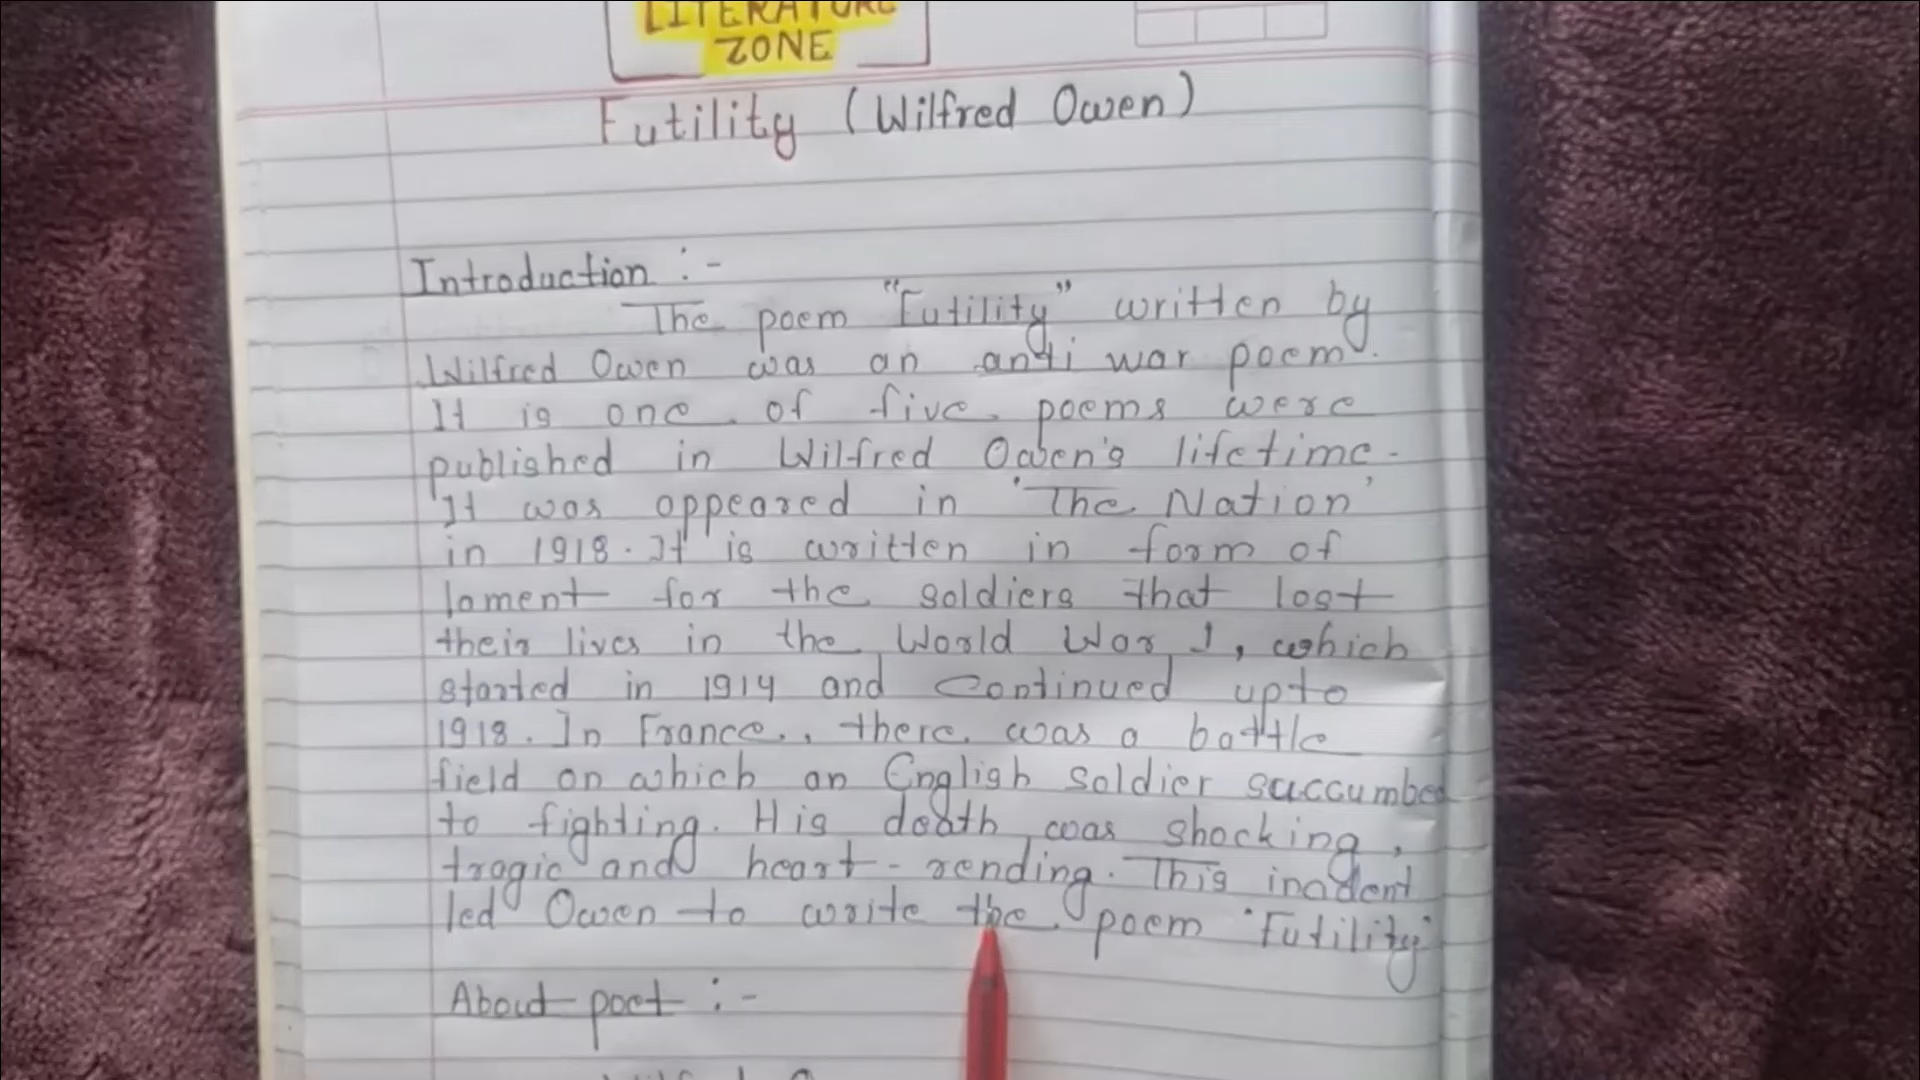 LITERATURE
ZONE
Futility (Wilfred Owen)
Introduction :-
The poem "Futility" written by
Wilfred Owen was an anti war poem.
It is one of five poems were
published in Wilfred Owen's lifetime.
It was appeared in 'The Nation'
in 1918. It is written in form of
lament for the soldiers that lost
their lives in the World War I, which
started in 1914 and continued upto
1918. In France, there was a battle
field on which an English soldier succumbed
to fighting. His death was shocking,
tragic and heart-rending. This incident
led Owen to write the poem 'Futility'
About poet :-